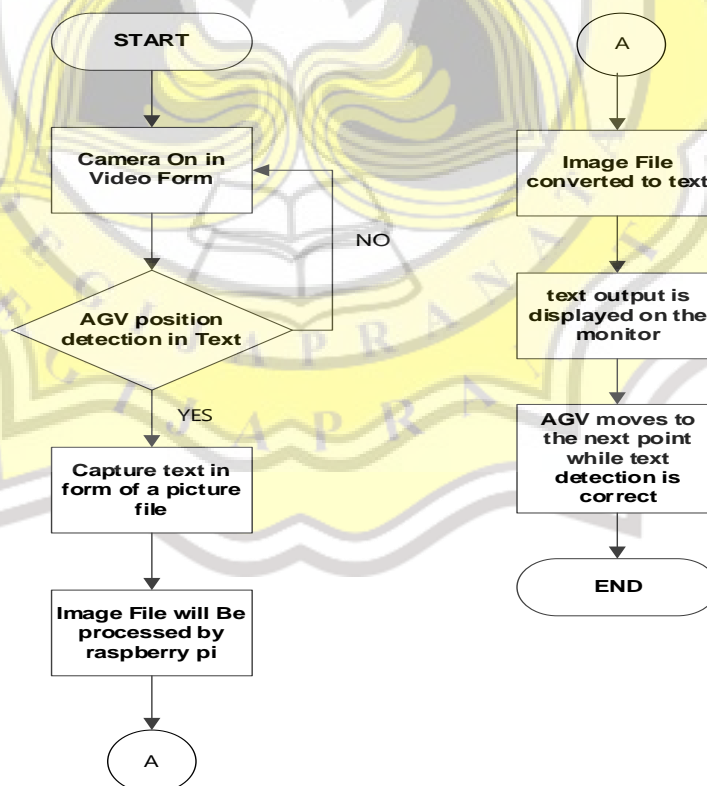 START
Camera On in
Video Form
NO
AGV position
detection in Text
YES
Capture text in
form of a picture
file
Image File will Be
processed by
raspberry pi
A
A
Image File
converted to text
text output is
displayed on the
monitor
AGV moves to
the next point
while text
detection is
correct
END